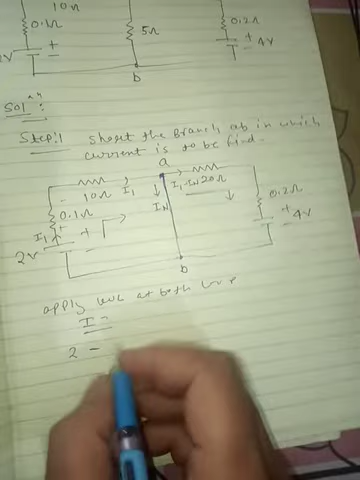 10Ω
0.1Ω
5Ω
0.2Ω
+
-
+
-
4V
b
Solⁿ:
Step:1 Short the Branch ab in which
current is to be find.
a
10Ω
I₁
I₁-IN
20Ω
IN
0.1Ω
I₁
+
-
2V
0.2Ω
+
-
4V
b
apply KVL at both loop
I ⇒
2 -